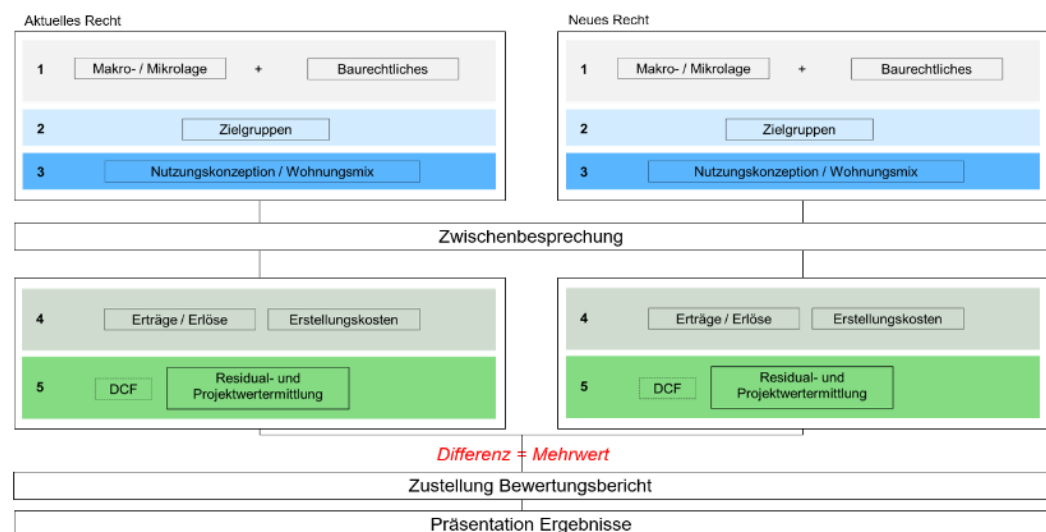 Aktuelles Recht
1 Makro- / Mikrolage + Baurechtliches
2 Zielgruppen
3 Nutzungskonzeption / Wohnungsmix
Neues Recht
1 Makro- / Mikrolage + Baurechtliches
2 Zielgruppen
3 Nutzungskonzeption / Wohnungsmix
Zwischenbesprechung
4 Erträge / Erlöse Erstellungskosten
5 DCF Residual- und
Projektwertermittlung
4 Erträge / Erlöse Erstellungskosten
5 DCF Residual- und
Projektwertermittlung
Differenz = Mehrwert
Zustellung Bewertungsbericht
Präsentation Ergebnisse